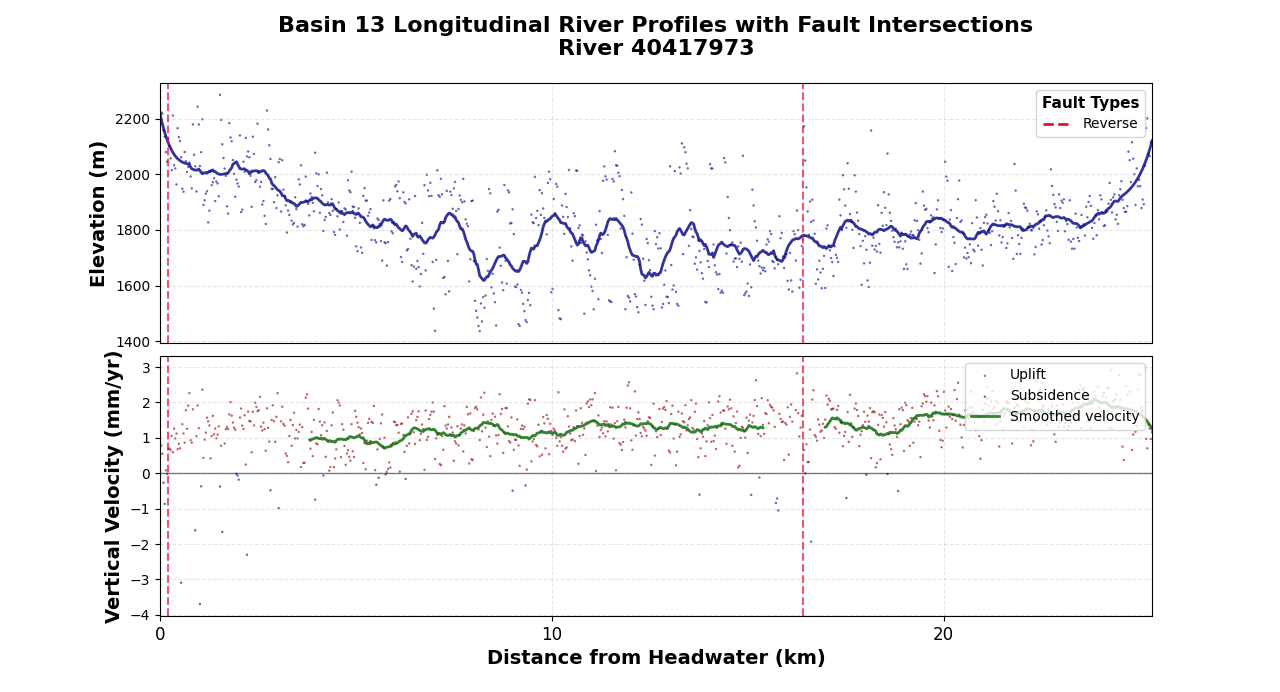 Basin 13 Longitudinal River Profiles with Fault Intersections
River 40417973
Elevation (m)
2200
2000
1800
1600
1400
Fault Types
Reverse
Vertical Velocity (mm/yr)
3
2
1
0
−1
−2
−3
−4
Uplift
Subsidence
Smoothed velocity
0
10
20
Distance from Headwater (km)